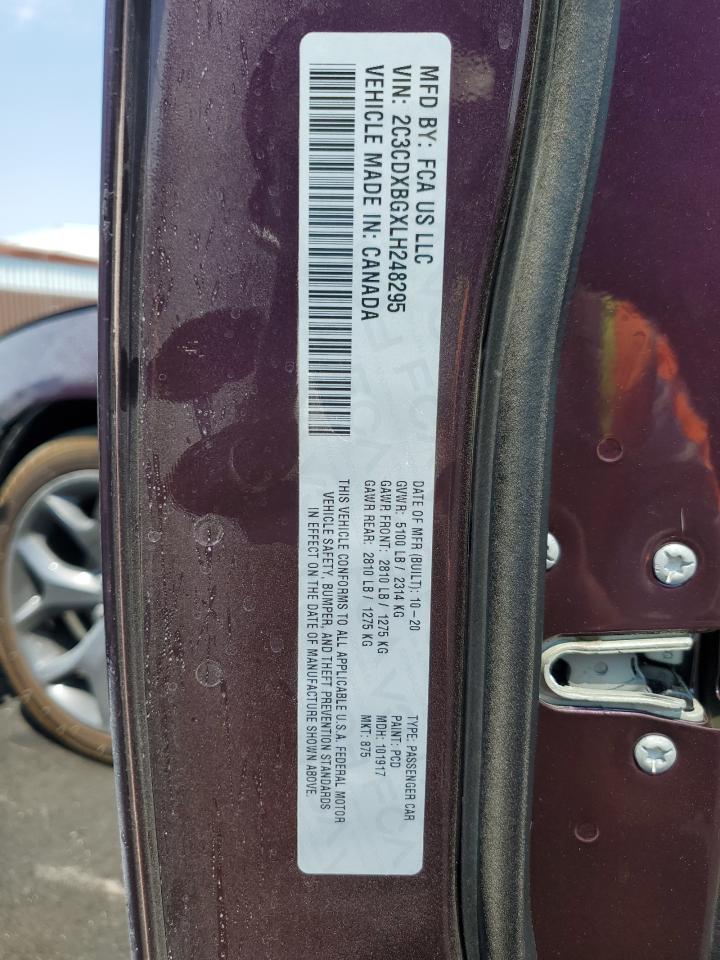 MFD BY: FCA US LLC
VIN: 2C3CDXBGXLH248295
VEHICLE MADE IN: CANADA
DATE OF MFR (BUILT): 10-20
GVWR: 5100 LB / 2314 KG
GAWR FRONT: 2810 LB / 1275 KG
GAWR REAR: 2810 LB / 1275 KG
TYPE: PASSENGER CAR
PAINT: PCD
MDH: 101917
MKT: 875
THIS VEHICLE CONFORMS TO ALL APPLICABLE U.S.A. FEDERAL MOTOR
VEHICLE SAFETY, BUMPER, AND THEFT PREVENTION STANDARDS
IN EFFECT ON THE DATE OF MANUFACTURE SHOWN ABOVE.